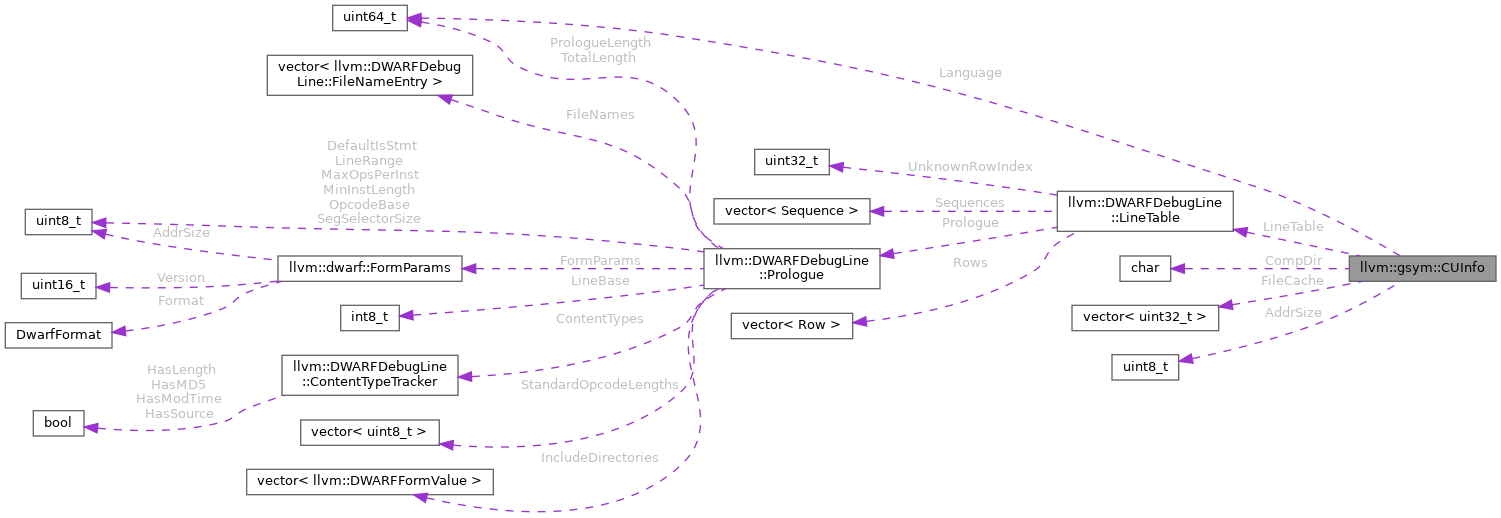 uint64_t
PrologueLength
TotalLength
Language
vector< llvm::DWARFDebug
Line::FileNameEntry >
FileNames
DefaultIsStmt
LineRange
MaxOpsPerInst
MinInstLength
OpcodeBase
SegSelectorSize
uint32_t
UnknownRowIndex
vector< Sequence >
Sequences
llvm::DWARFDebugLine
::LineTable
uint8_t
AddrSize
Prologue
LineTable
llvm::dwarf::FormParams
FormParams
llvm::DWARFDebugLine
::Prologue
Rows
char
CompDir
llvm::gsym::CUInfo
uint16_t
Version
LineBase
FileCache
Format
int8_t
ContentTypes
vector< Row >
vector< uint32_t >
AddrSize
DwarfFormat
HasLength
HasMD5
HasModTime
HasSource
llvm::DWARFDebugLine
::ContentTypeTracker
StandardOpcodeLengths
uint8_t
bool
vector< uint8_t >
IncludeDirectories
vector< llvm::DWARFFormValue >